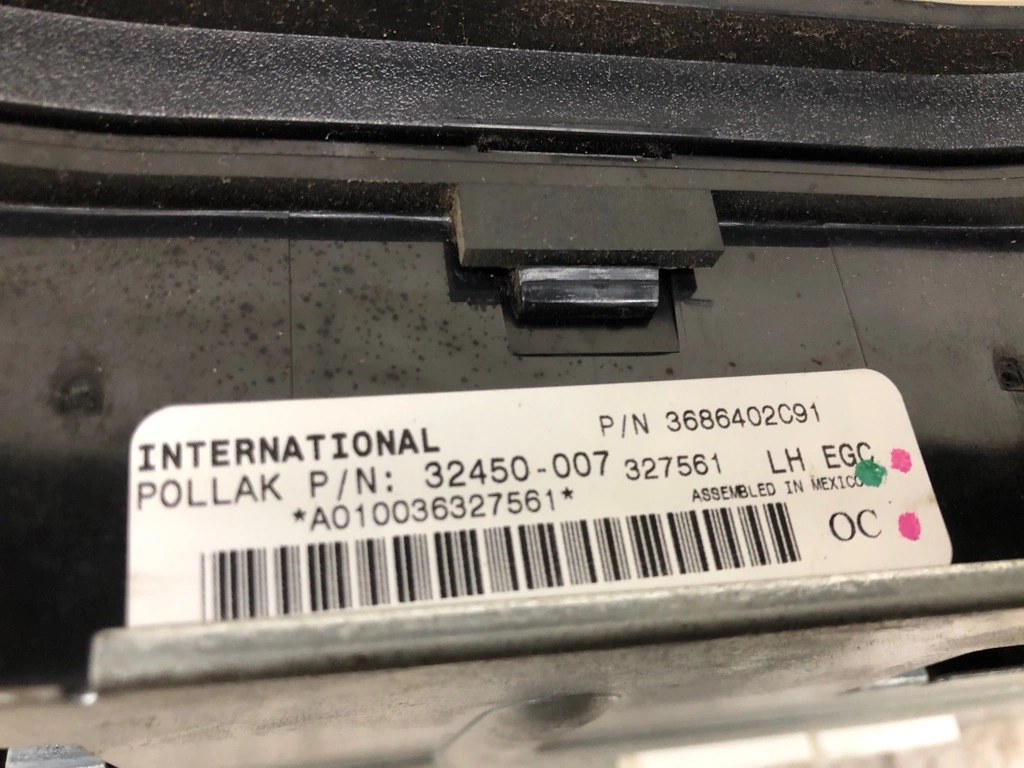 INTERNATIONAL P/N 3686402C91
POLLAK P/N: 32450-007 327561 LH EGC
*A010036327561* ASSEMBLED IN MEXICO
OC